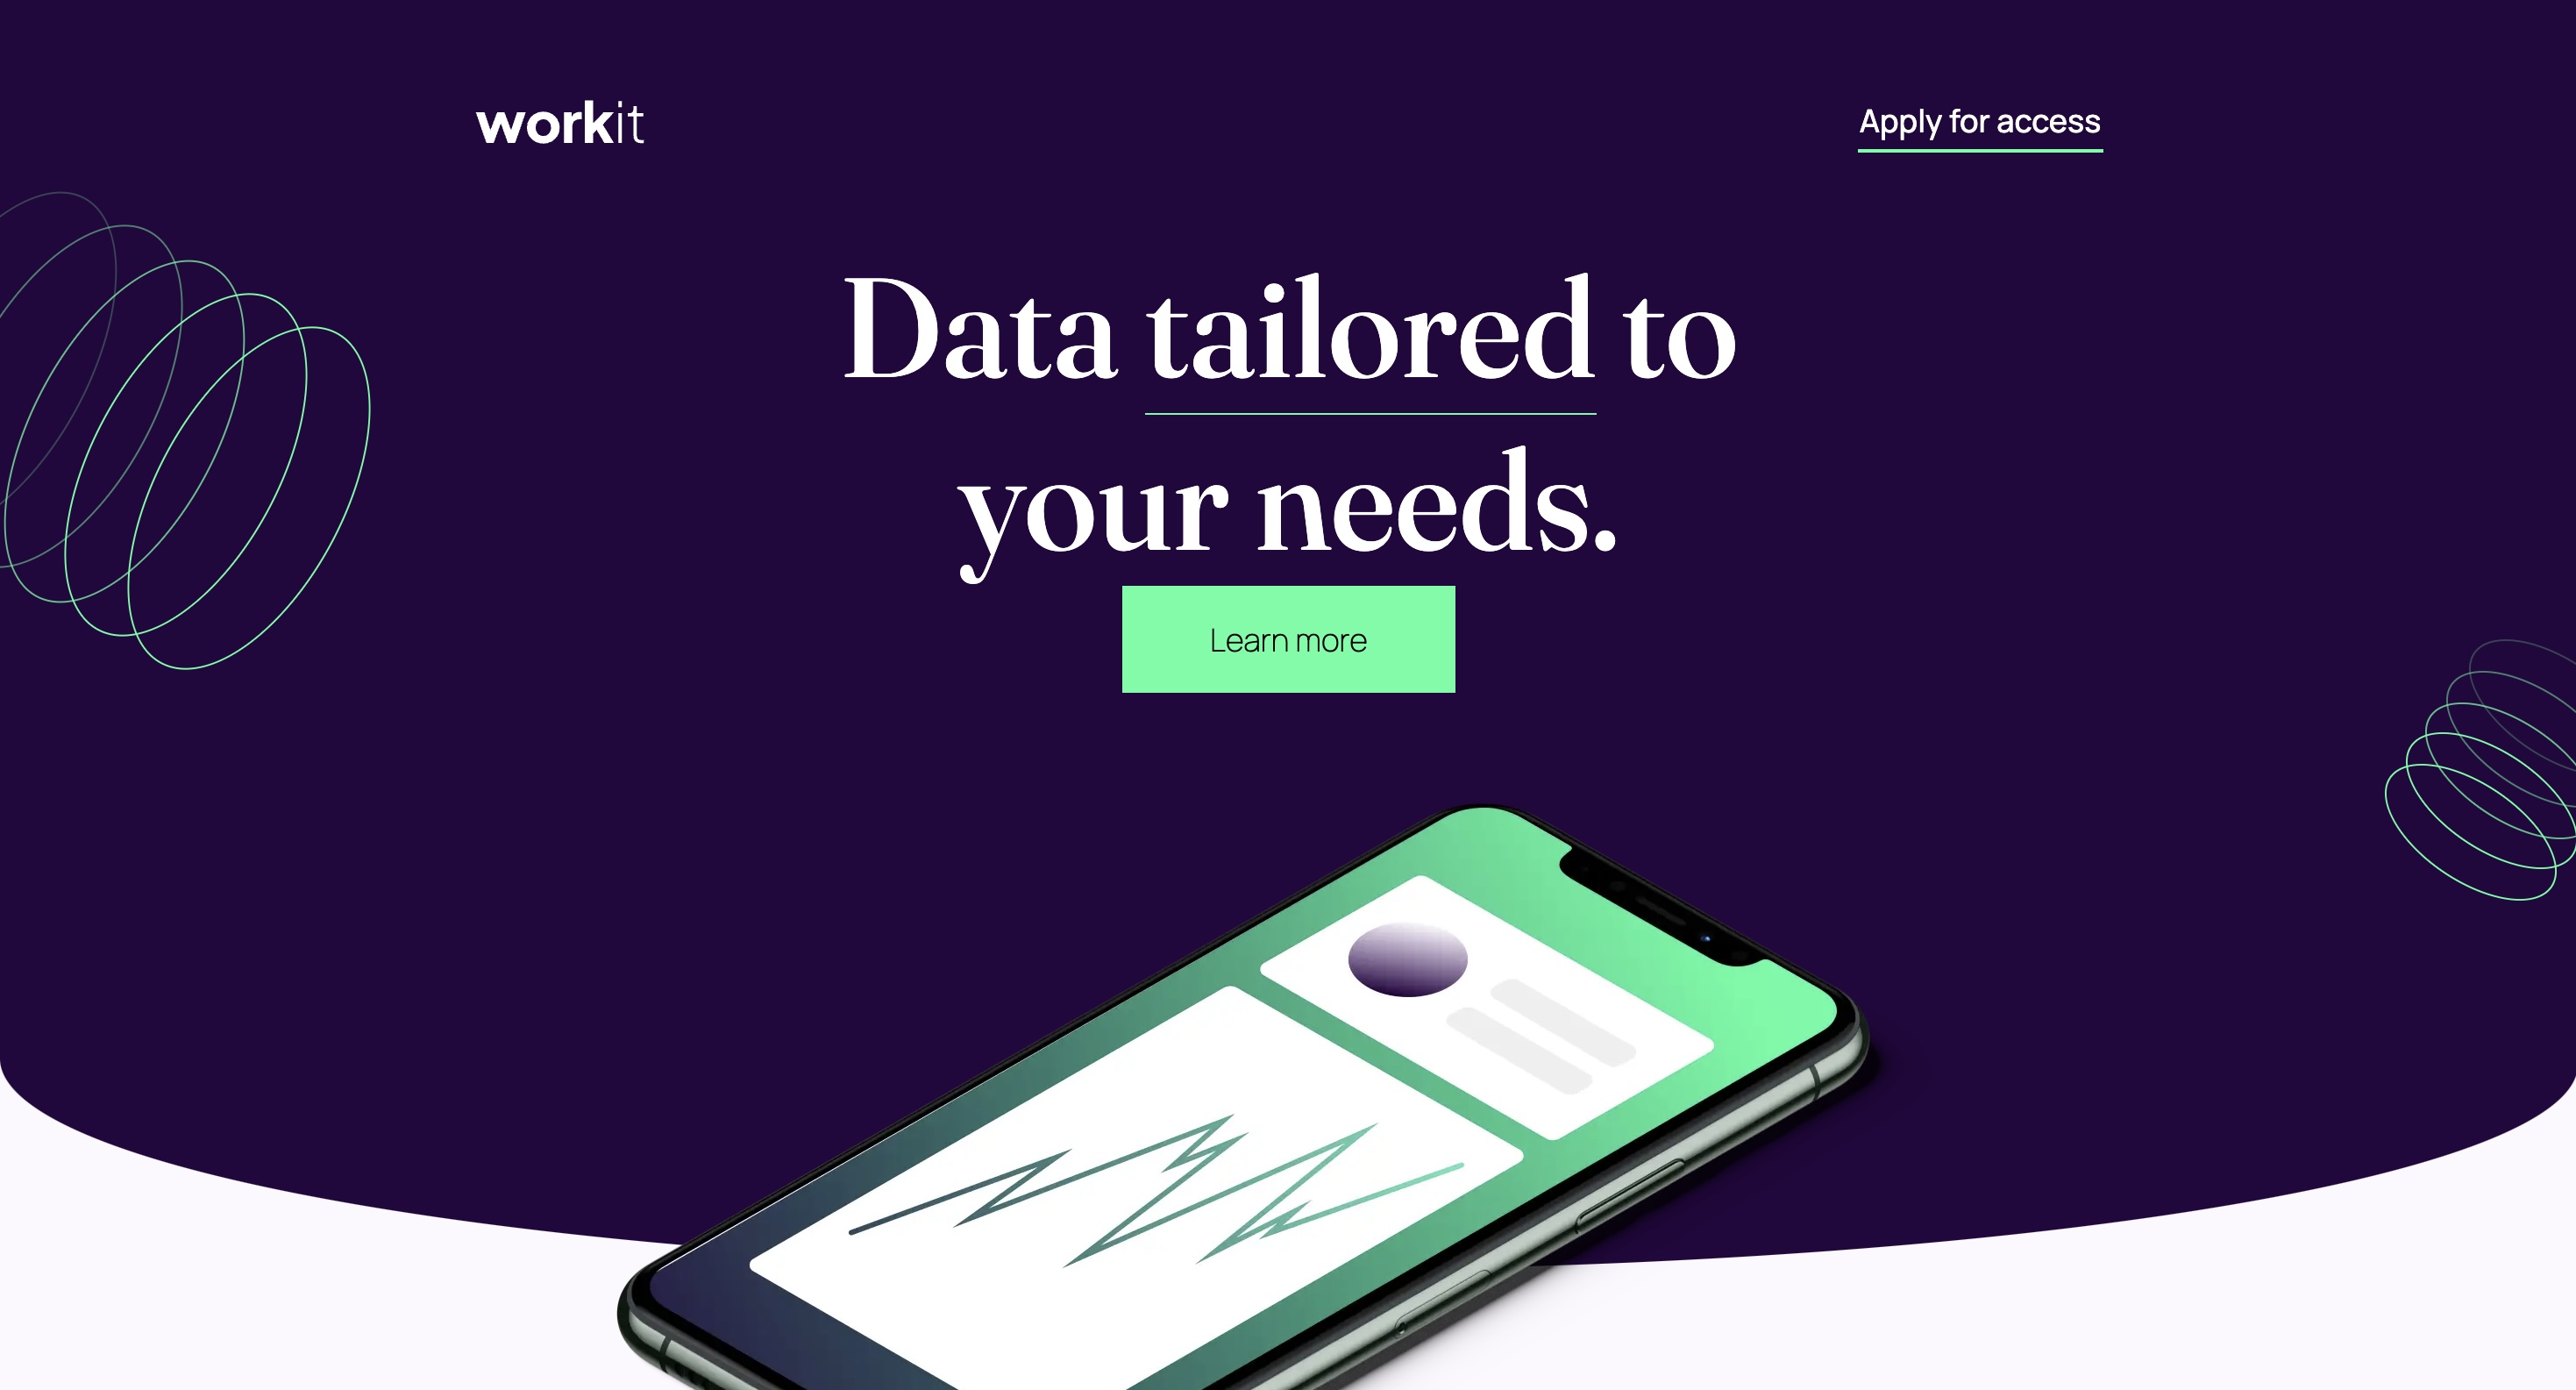 workit
Apply for access
Data tailored to
your needs.
Learn more